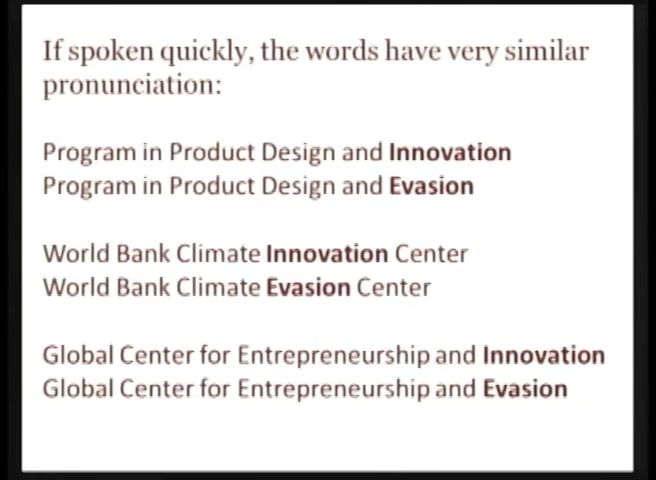 If spoken quickly, the words have very similar
pronunciation:
Program in Product Design and Innovation
Program in Product Design and Evasion
World Bank Climate Innovation Center
World Bank Climate Evasion Center
Global Center for Entrepreneurship and Innovation
Global Center for Entrepreneurship and Evasion